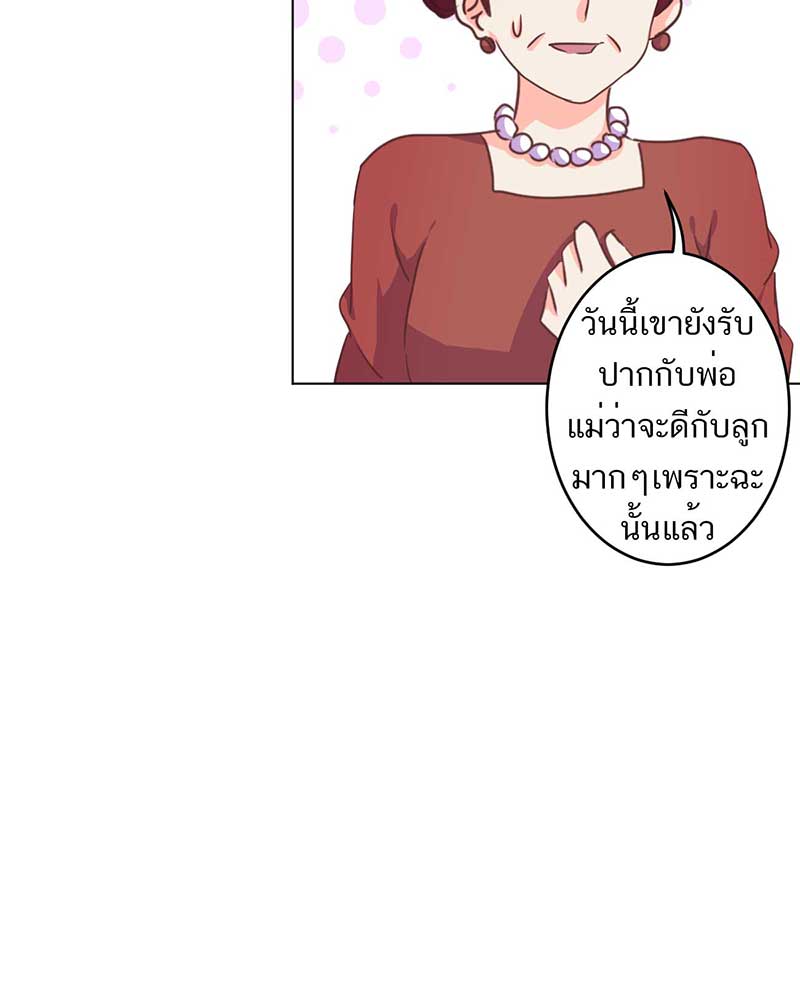 วันนี้เขายังรับ
ปากกับพ่อ
แม่ว่าจะดีกับลูก
มากๆเพราะฉะ
นั้นแล้ว